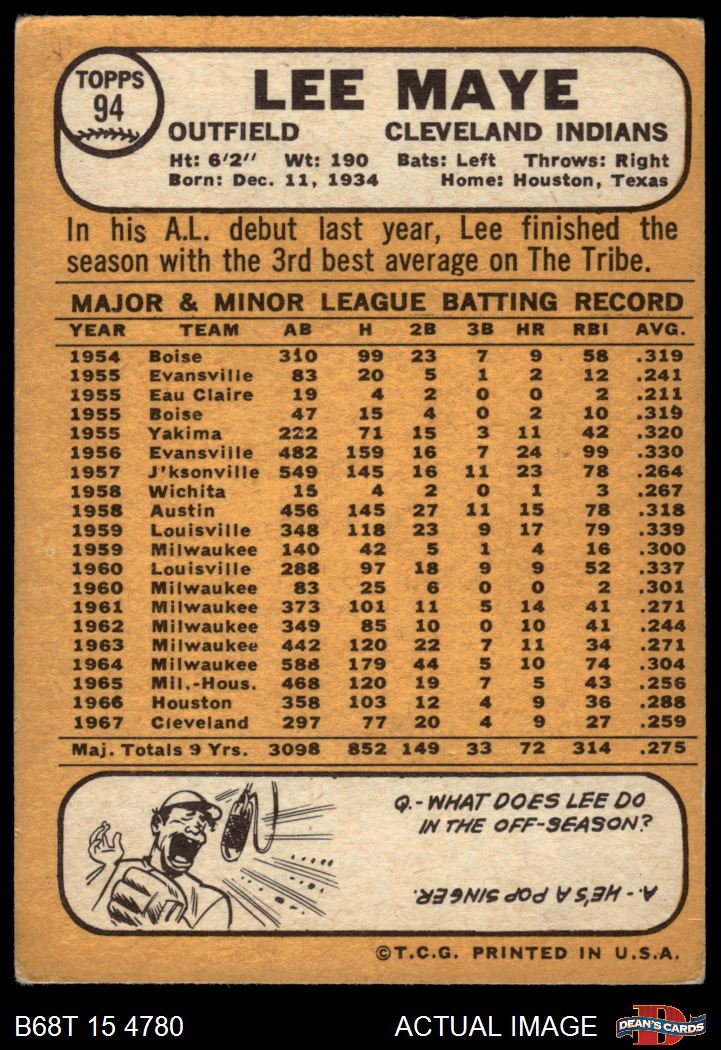 TOPPS
94
LEE MAYE
OUTFIELD CLEVELAND INDIANS
Ht: 6'2" Wt: 190 Bats: Left Throws: Right
Born: Dec. 11, 1934 Home: Houston, Texas
In his A.L. debut last year, Lee finished the
season with the 3rd best average on The Tribe.
MAJOR & MINOR LEAGUE BATTING RECORD
YEAR TEAM AB H 2B 3B HR RBI AVG.
1954 Boise 310 99 23 7 9 58 .319
1955 Evansville 83 20 5 1 2 12 .241
1955 Eau Claire 19 4 2 0 0 2 .211
1955 Boise 47 15 4 0 2 10 .319
1955 Yakima 222 71 15 3 11 42 .320
1956 Evansville 482 159 16 7 24 99 .330
1957 J'ksonville 549 145 16 11 23 78 .264
1958 Wichita 15 4 2 0 1 3 .267
1958 Austin 456 145 27 11 15 78 .318
1959 Louisville 348 118 23 9 17 79 .339
1959 Milwaukee 140 42 5 1 4 16 .300
1960 Louisville 288 97 18 9 9 52 .337
1960 Milwaukee 83 25 6 0 0 2 .301
1961 Milwaukee 373 101 11 5 14 41 .271
1962 Milwaukee 349 85 10 0 10 41 .244
1963 Milwaukee 442 120 22 7 11 34 .271
1964 Milwaukee 588 179 44 5 10 74 .304
1965 Mil.-Hous. 468 120 19 7 5 43 .256
1966 Houston 358 103 12 4 9 36 .288
1967 Cleveland 297 77 20 4 9 27 .259
Maj. Totals 9 Yrs. 3098 852 149 33 72 314 .275
Q.-WHAT DOES LEE DO
IN THE OFF-SEASON?
A.-HE'S A POP SINGER.
©T.C.G. PRINTED IN U.S.A.
B68T 15 4780 ACTUAL IMAGE
D
DEAN'S CARDS